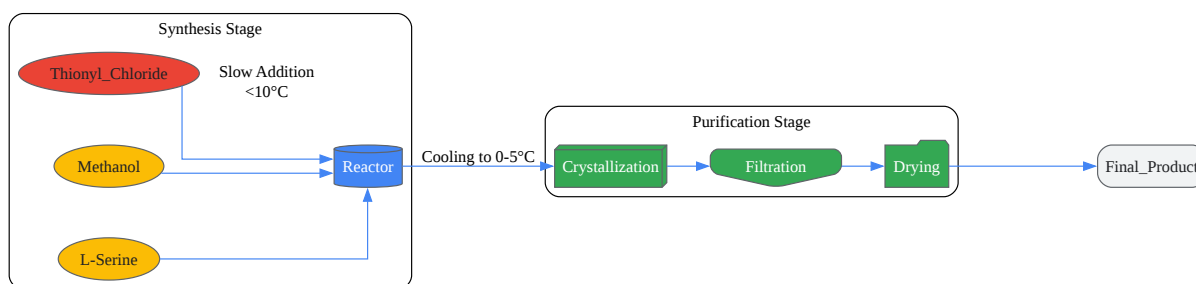 Synthesis Stage
Thionyl_Chloride
Slow Addition
<10°C
Methanol
Reactor
L-Serine
Cooling to 0-5°C
Purification Stage
Crystallization
Filtration
Drying
Final_Product